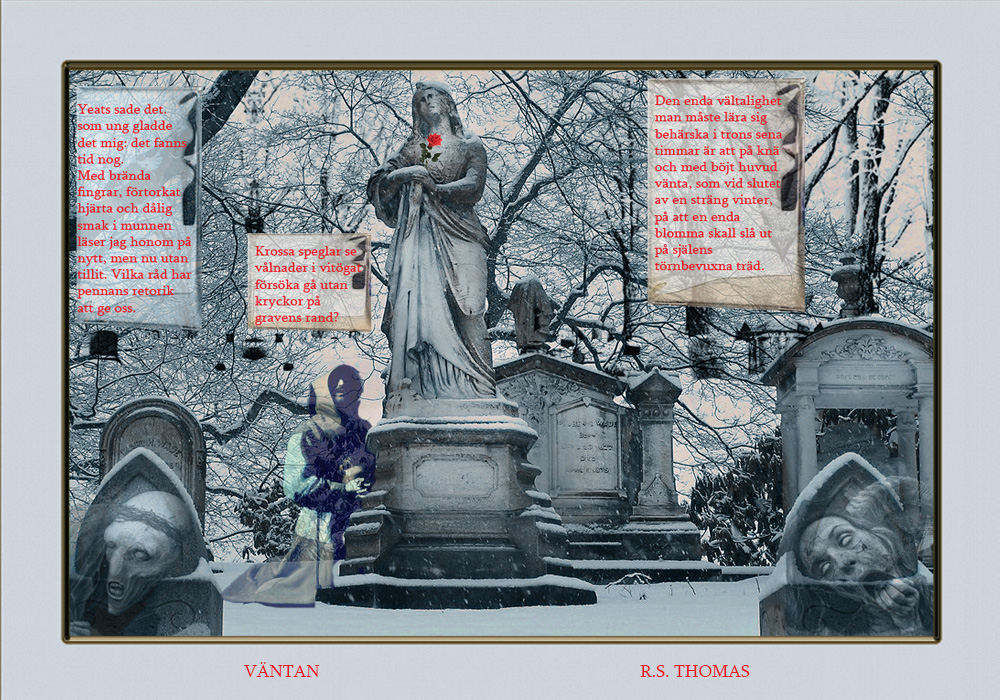 Yeats sade det.
som ung gladde
det mig: det fanns
tid nog.
Med brända
fingrar, förtorkat
hjärta och dålig
smak i munnen
läser jag honom på
nytt, men nu utan
tillit. Vilka råd har
pennans retorik
att ge oss.
Krossa speglar se
vålnader i vitögat
försöka gå utan
kryckor på
gravens rand?
Den enda vältalighet
man måste lära sig
behärska i trons sena
timmar är att på knä
och med böjt huvud
vänta, som vid slutet
av en sträng vinter,
på att en enda
blomma skall slå ut
på själens
törnbevuxna träd.
VÄNTAN
R.S. THOMAS